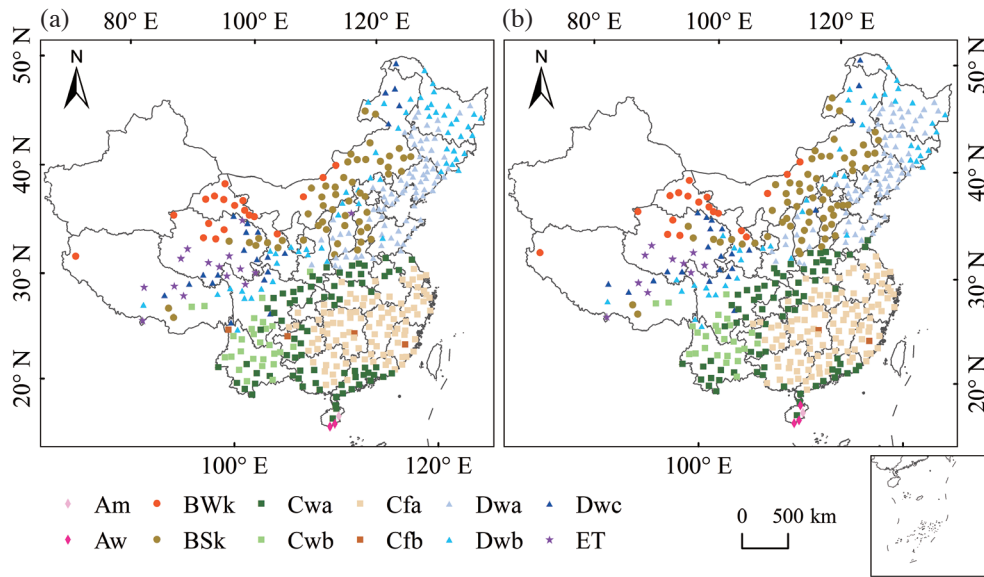 (a) 80° E 100° E 120° E
(b) 80° E 100° E 120° E
N
N
50° N
40° N
30° N
20° N
50° N
40° N
30° N
20° N
100° E 120° E
100° E 120° E
Am BWk Cwa Cfa Dwa Dwc
Aw BSk Cwb Cfb Dwb ET
0 500 km